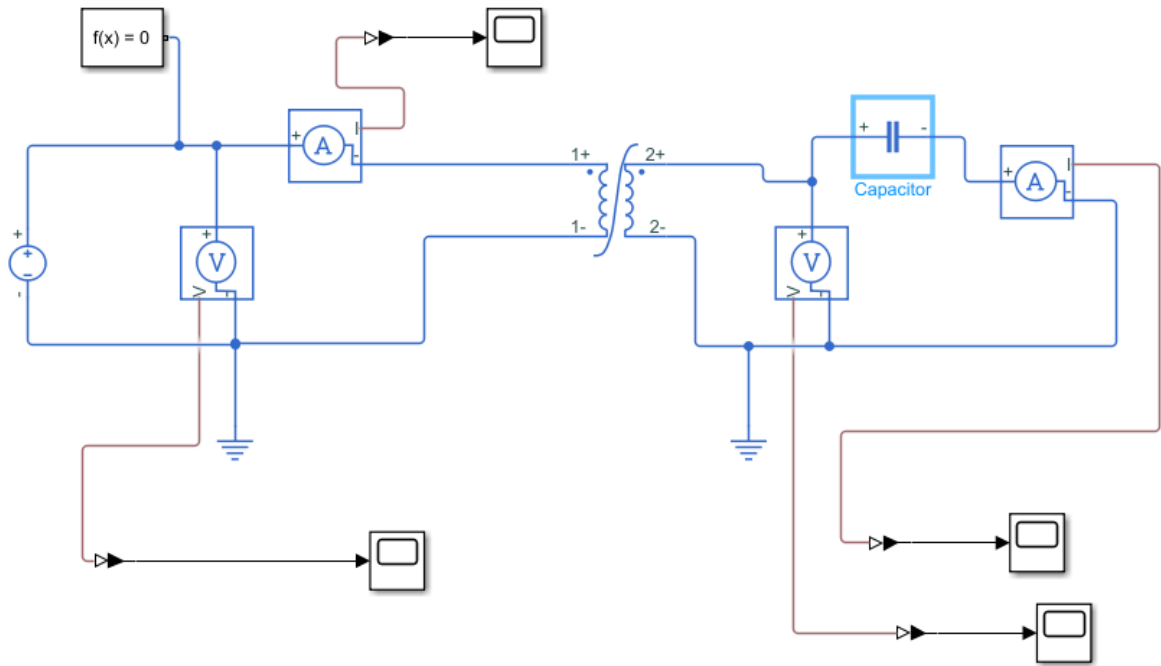 f(x) = 0
+
I
A
-
+
-
1+
2+
1-
2-
+
-
Capacitor
+
I
A
-
+
-
+
-
+
V
V
-
+
V
V
-